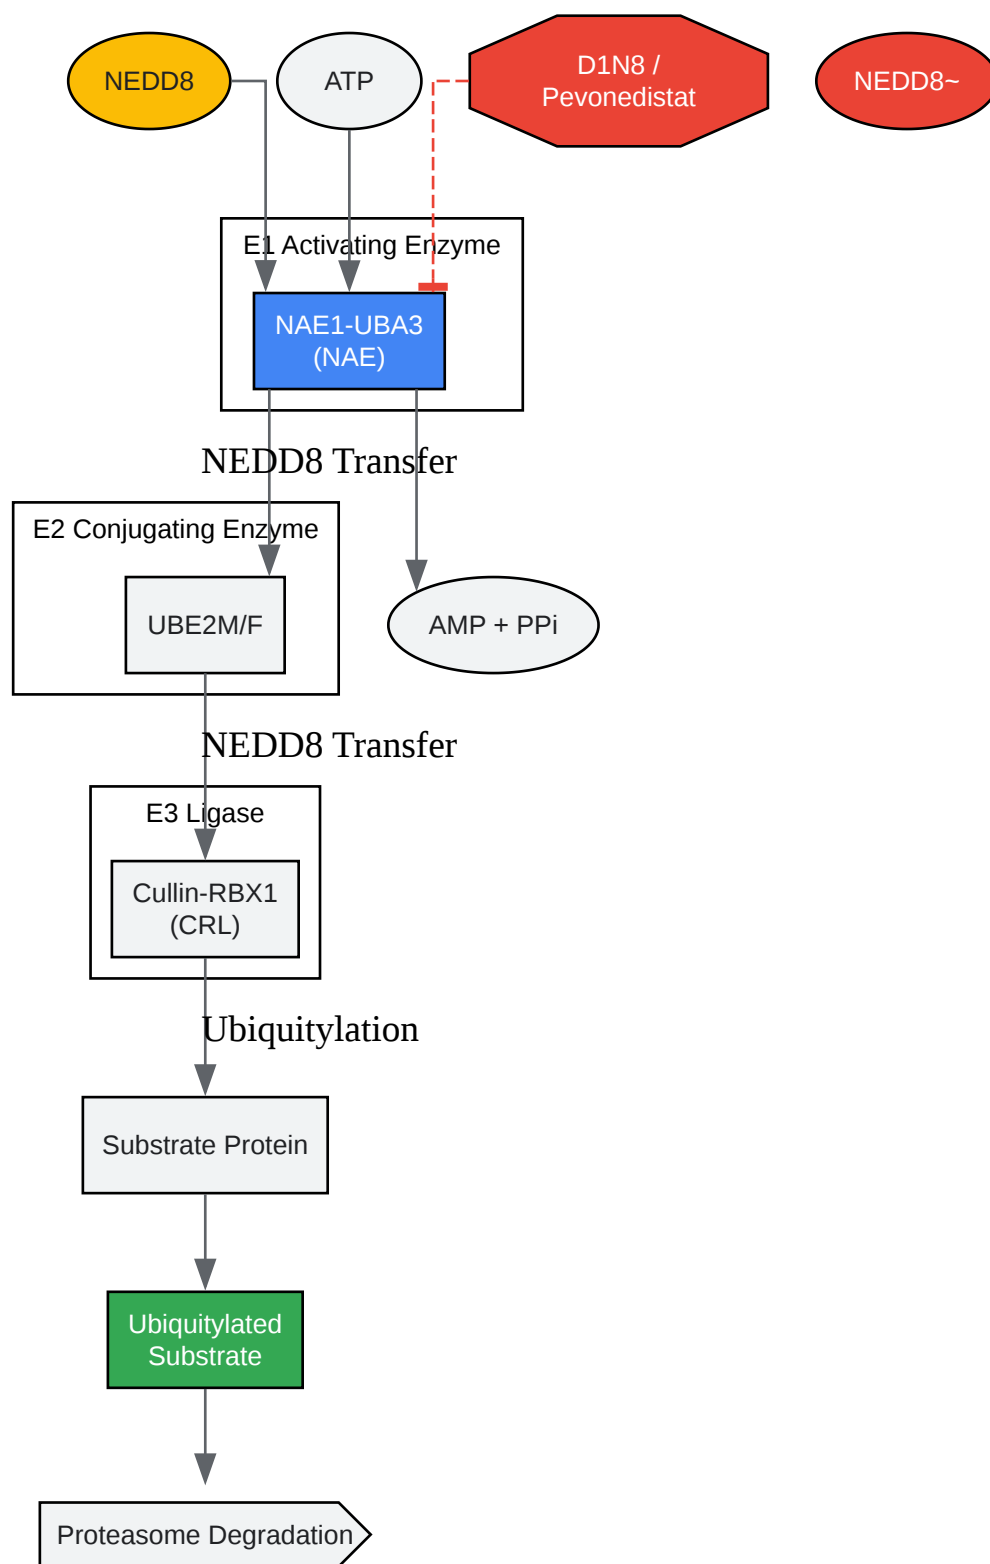 NEDD8
ATP
D1N8 /
Pevonedistat
NEDD8~
E1 Activating Enzyme
NAE1-UBA3
(NAE)
NEDD8 Transfer
E2 Conjugating Enzyme
UBE2M/F
AMP + PPi
NEDD8 Transfer
E3 Ligase
Cullin-RBX1
(CRL)
Ubiquitylation
Substrate Protein
Ubiquitylated
Substrate
Proteasome Degradation